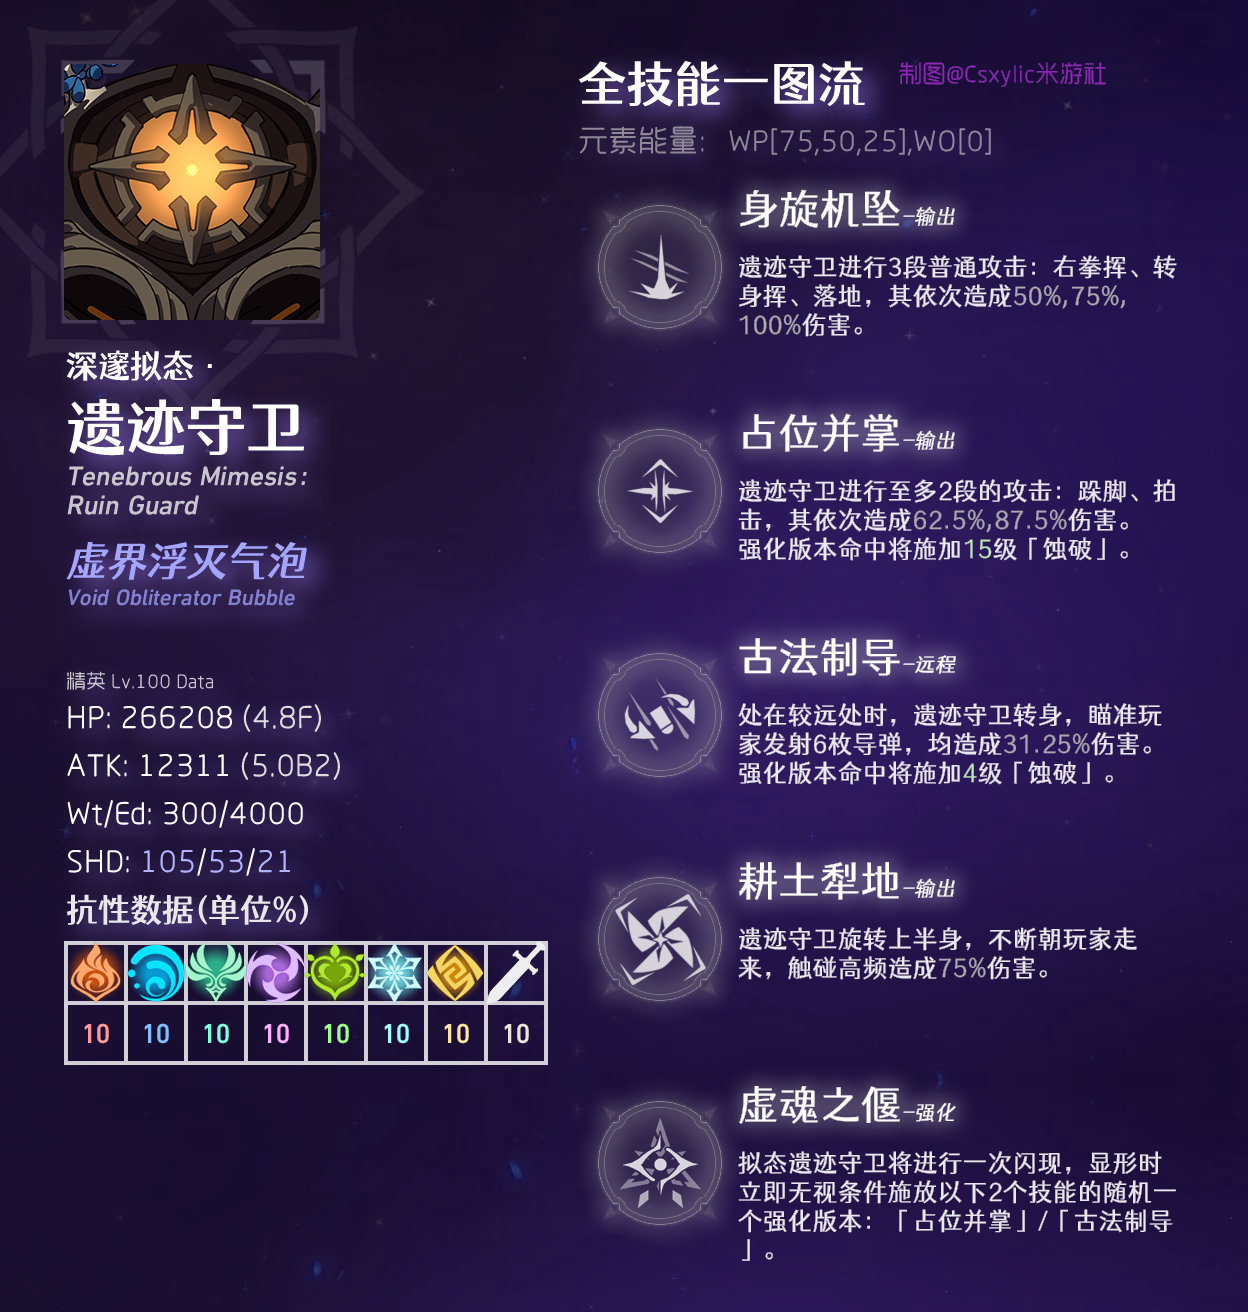 全技能一图流
制图@Csxylic米游社
元素能量：WP[75,50,25],WO[0]
深邃拟态 ·
遗迹守卫
Tenebrous Mimesis:
Ruin Guard
虚界浮灭气泡
Void Obliterator Bubble
精英 Lv.100 Data
HP: 266208 (4.8F)
ATK: 12311 (5.0B2)
Wt/Ed: 300/4000
SHD: 105/53/21
抗性数据(单位%)
10 10 10 10 10 10 10 10
身旋机坠–输出
遗迹守卫进行3段普通攻击：右拳挥、转
身挥、落地，其依次造成50%,75%,
100%伤害。
占位并掌–输出
遗迹守卫进行至多2段的攻击：跺脚、拍
击，其依次造成62.5%,87.5%伤害。
强化版本命中将施加15级「蚀破」。
古法制导–远程
处在较远处时，遗迹守卫转身，瞄准玩
家发射6枚导弹，均造成31.25%伤害。
强化版本命中将施加4级「蚀破」。
耕土犁地–输出
遗迹守卫旋转上半身，不断朝玩家走
来，触碰高频造成75%伤害。
虚魂之偃–强化
拟态遗迹守卫将进行一次闪现，显形时
立即无视条件施放以下2个技能的随机一
个强化版本：「占位并掌」/「古法制导
」。